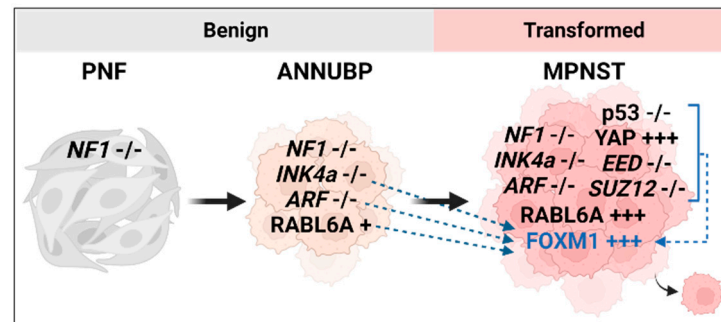 Benign
Transformed
PNF
ANNUBP
MPNST
NF1 -/-
NF1 -/-
INK4a -/-
ARF -/-
RABL6A +
p53 -/-
NF1 -/- YAP +++
INK4a -/- EED -/-
ARF -/- SUZ12 -/-
RABL6A +++
FOXM1 +++